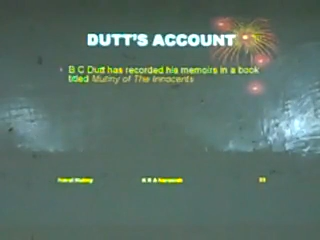 DUTT'S ACCOUNT
B C Dutt has recorded his memoirs in a book
titled Mutiny of The Innocents
Naval Mutiny